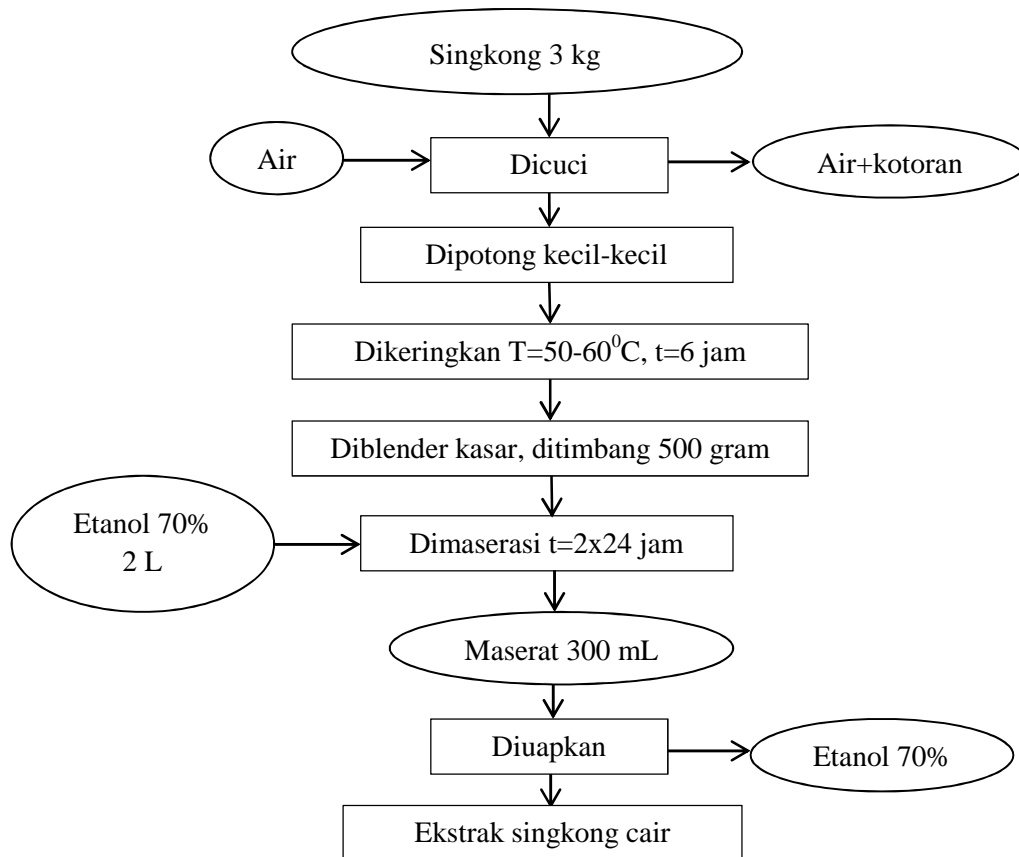 Singkong 3 kg
Air
Dicuci
Air+kotoran
Dipotong kecil-kecil
Dikeringkan T=50-60⁰C, t=6 jam
Diblender kasar, ditimbang 500 gram
Etanol 70%
2 L
Dimaserasi t=2x24 jam
Maserat 300 mL
Diuapkan
Etanol 70%
Ekstrak singkong cair